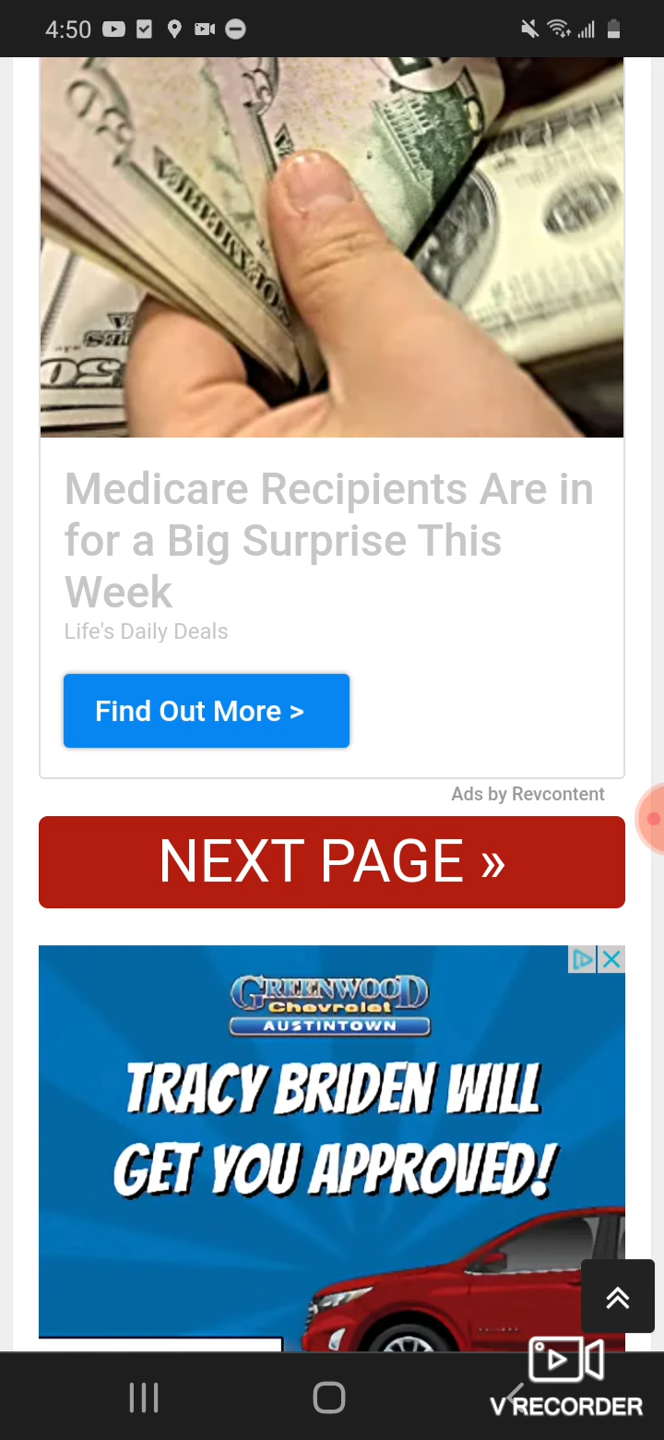 4:50
Medicare Recipients Are in
for a Big Surprise This
Week
Life's Daily Deals
Find Out More >
Ads by Revcontent
NEXT PAGE »
GREENWOOD
Chevrolet
AUSTINTOWN
TRACY BRIDEN WILL
GET YOU APPROVED!
V RECORDER